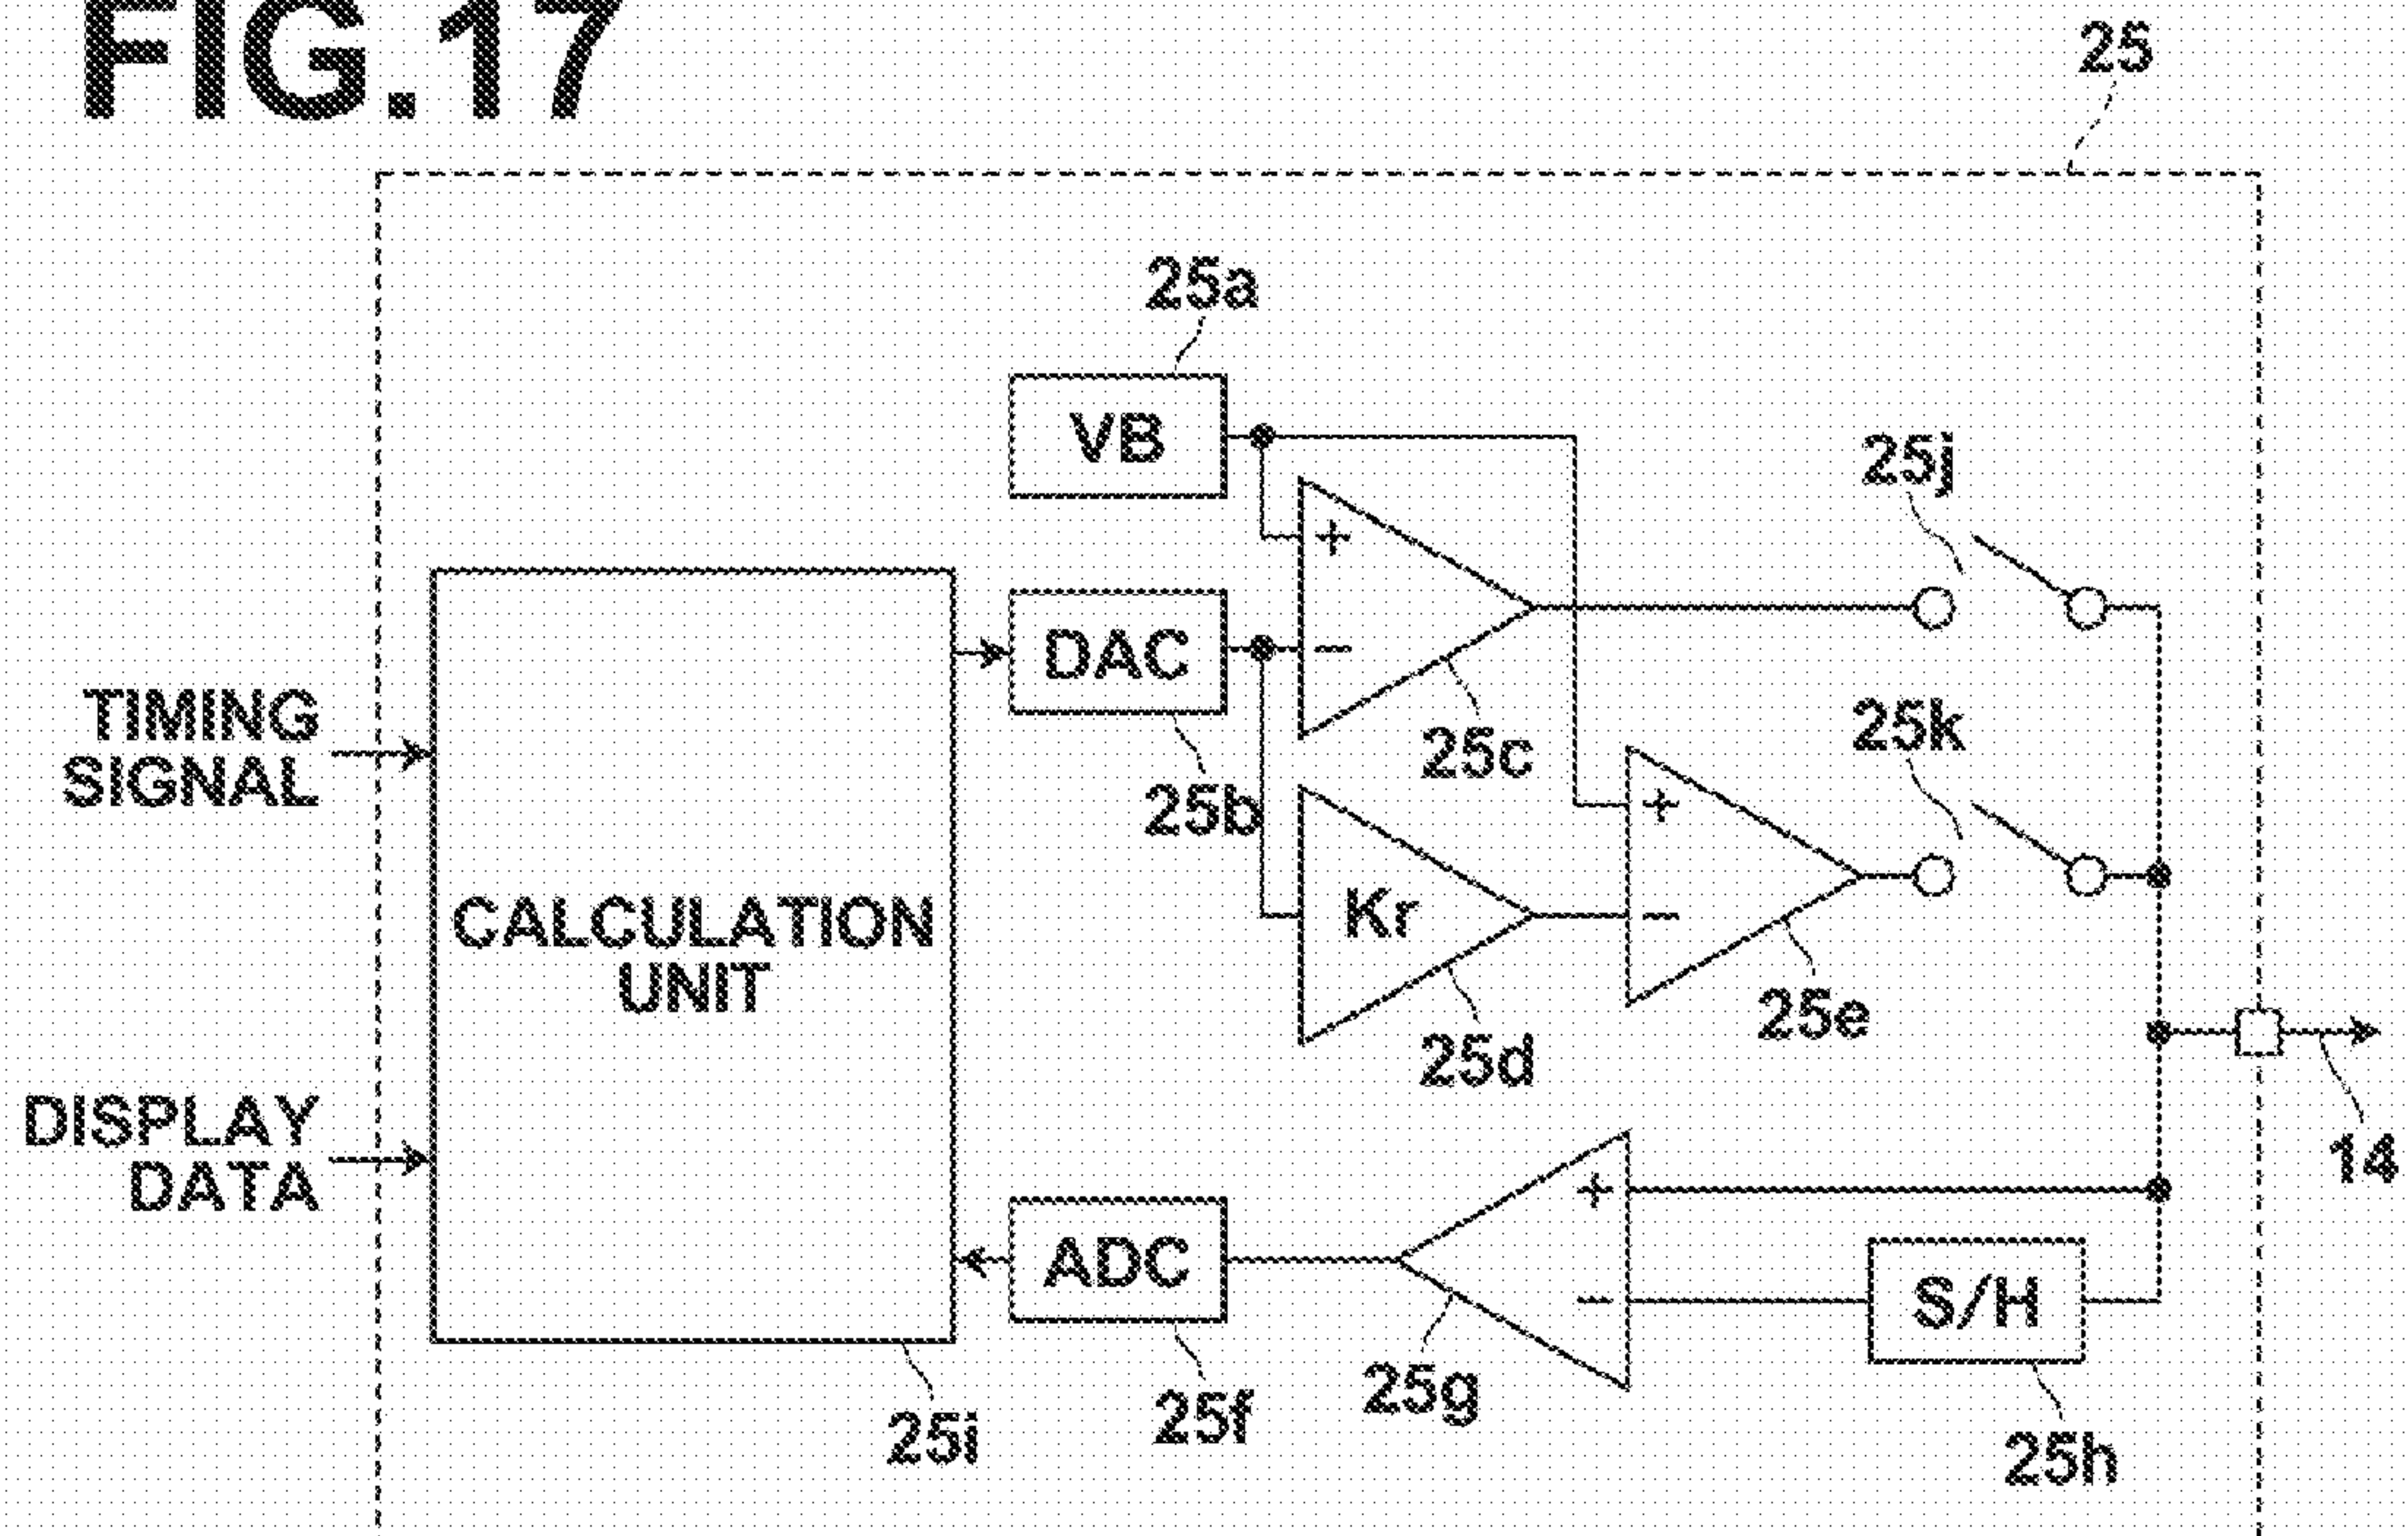 FIG.17
25
25a
VB
25j
+
DAC
−
TIMING
SIGNAL
25c
25k
25b
+
CALCULATION
UNIT
Kr
−
25e
25d
DISPLAY
DATA
14
+
ADC
−
S/H
25g
25f
25i
25h